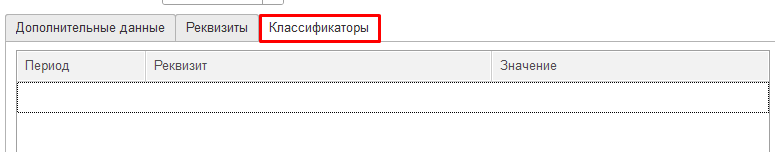 Дополнительные данные Реквизиты Классификаторы
Период Реквизит Значение